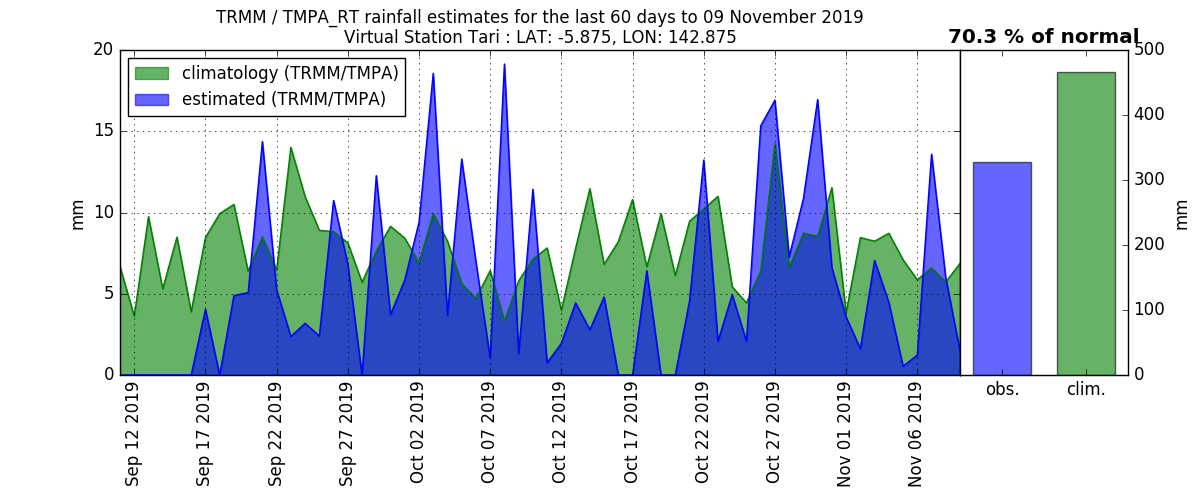 TRMM / TMPA_RT rainfall estimates for the last 60 days to 09 November 2019
Virtual Station Tari : LAT: -5.875, LON: 142.875
70.3 % of normal
climatology (TRMM/TMPA)
estimated (TRMM/TMPA)
20
15
10
5
0
mm
500
400
300
200
100
0
mm
Sep 12 2019
Sep 17 2019
Sep 22 2019
Sep 27 2019
Oct 02 2019
Oct 07 2019
Oct 12 2019
Oct 17 2019
Oct 22 2019
Oct 27 2019
Nov 01 2019
Nov 06 2019
obs.
clim.